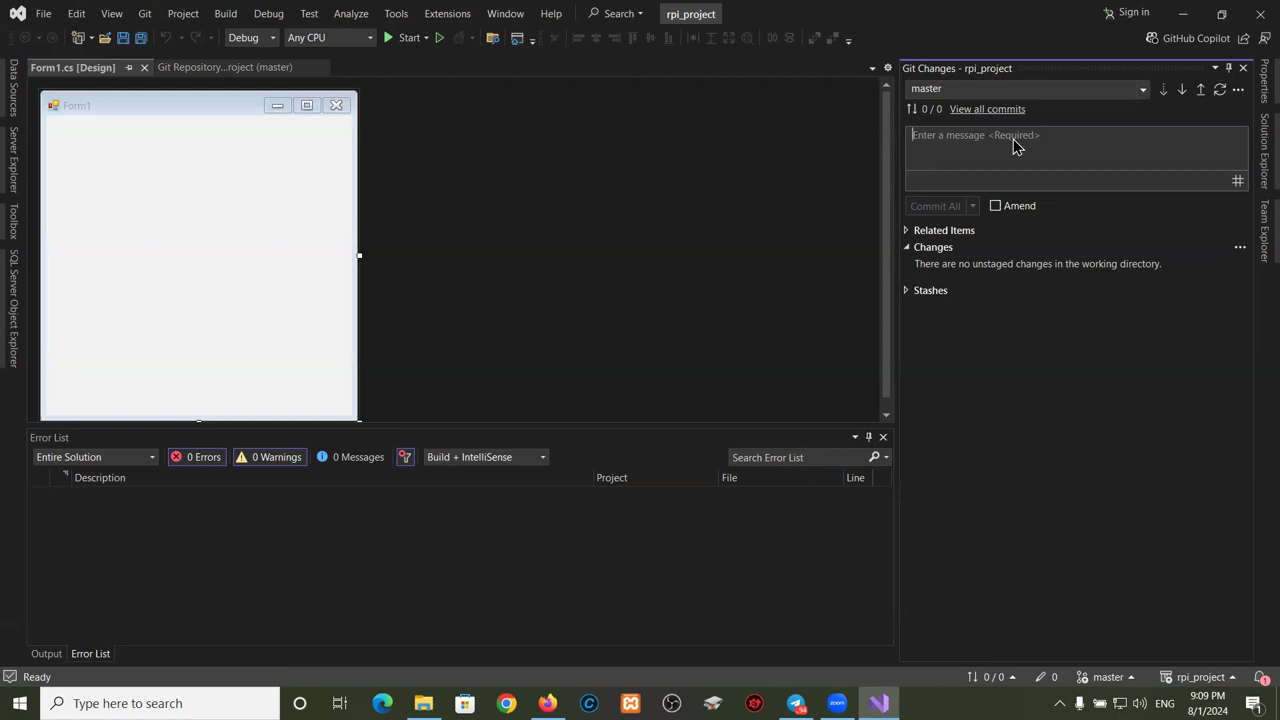 File Edit View Git Project Build Debug Test Analyze Tools Extensions Window Help Search rpi_project Sign in
Debug Any CPU Start GitHub Copilot
Form1.cs [Design] Git Repository...roject (master)
Form1
Data Sources
Server Explorer
Toolbox
SQL Server Object Explorer
Git Changes - rpi_project
master
0 / 0 View all commits
Enter a message <Required>
Commit All Amend
Related Items
Changes
There are no unstaged changes in the working directory.
Stashes
Properties
Solution Explorer
Team Explorer
Error List
Entire Solution 0 Errors 0 Warnings 0 Messages Build + IntelliSense Search Error List
Description Project File Line
Output Error List
Ready 0 / 0 0 master rpi_project 1
Type here to search 94 zoom ENG 9:09 PM
8/1/2024 1